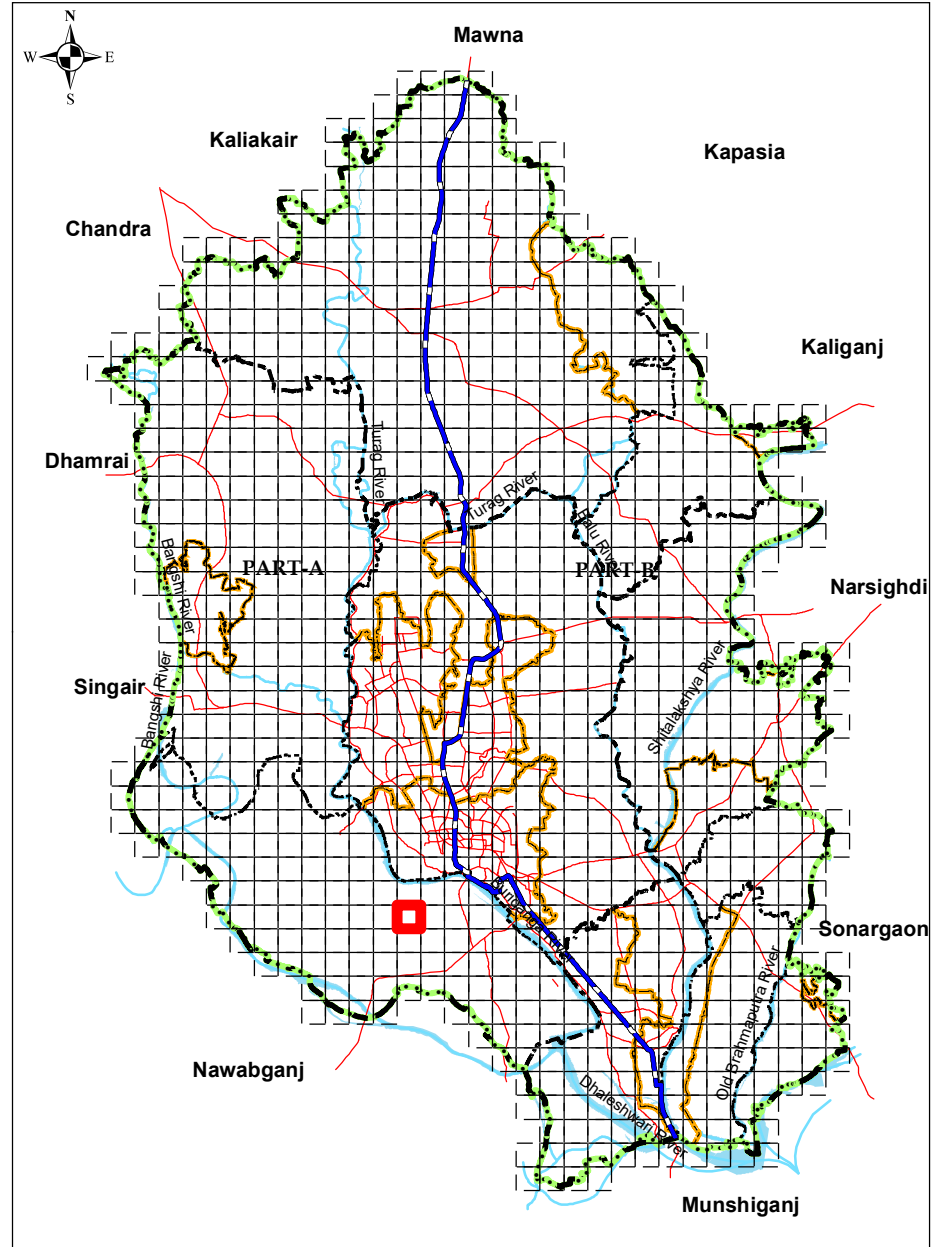 N
W E
S
Mawna
Kaliakair
Kapasia
Chandra
Kaliganj
Dhamrai
Turag River
Turag River
Balu River
Bangshi River
PART-A
PART-B
Narsighdi
Singair
Bangshi River
Shitalakshya River
Buriganga River
Sonargaon
Old Brahmaputra River
Nawabganj
Dhaleshwari River
Munshiganj